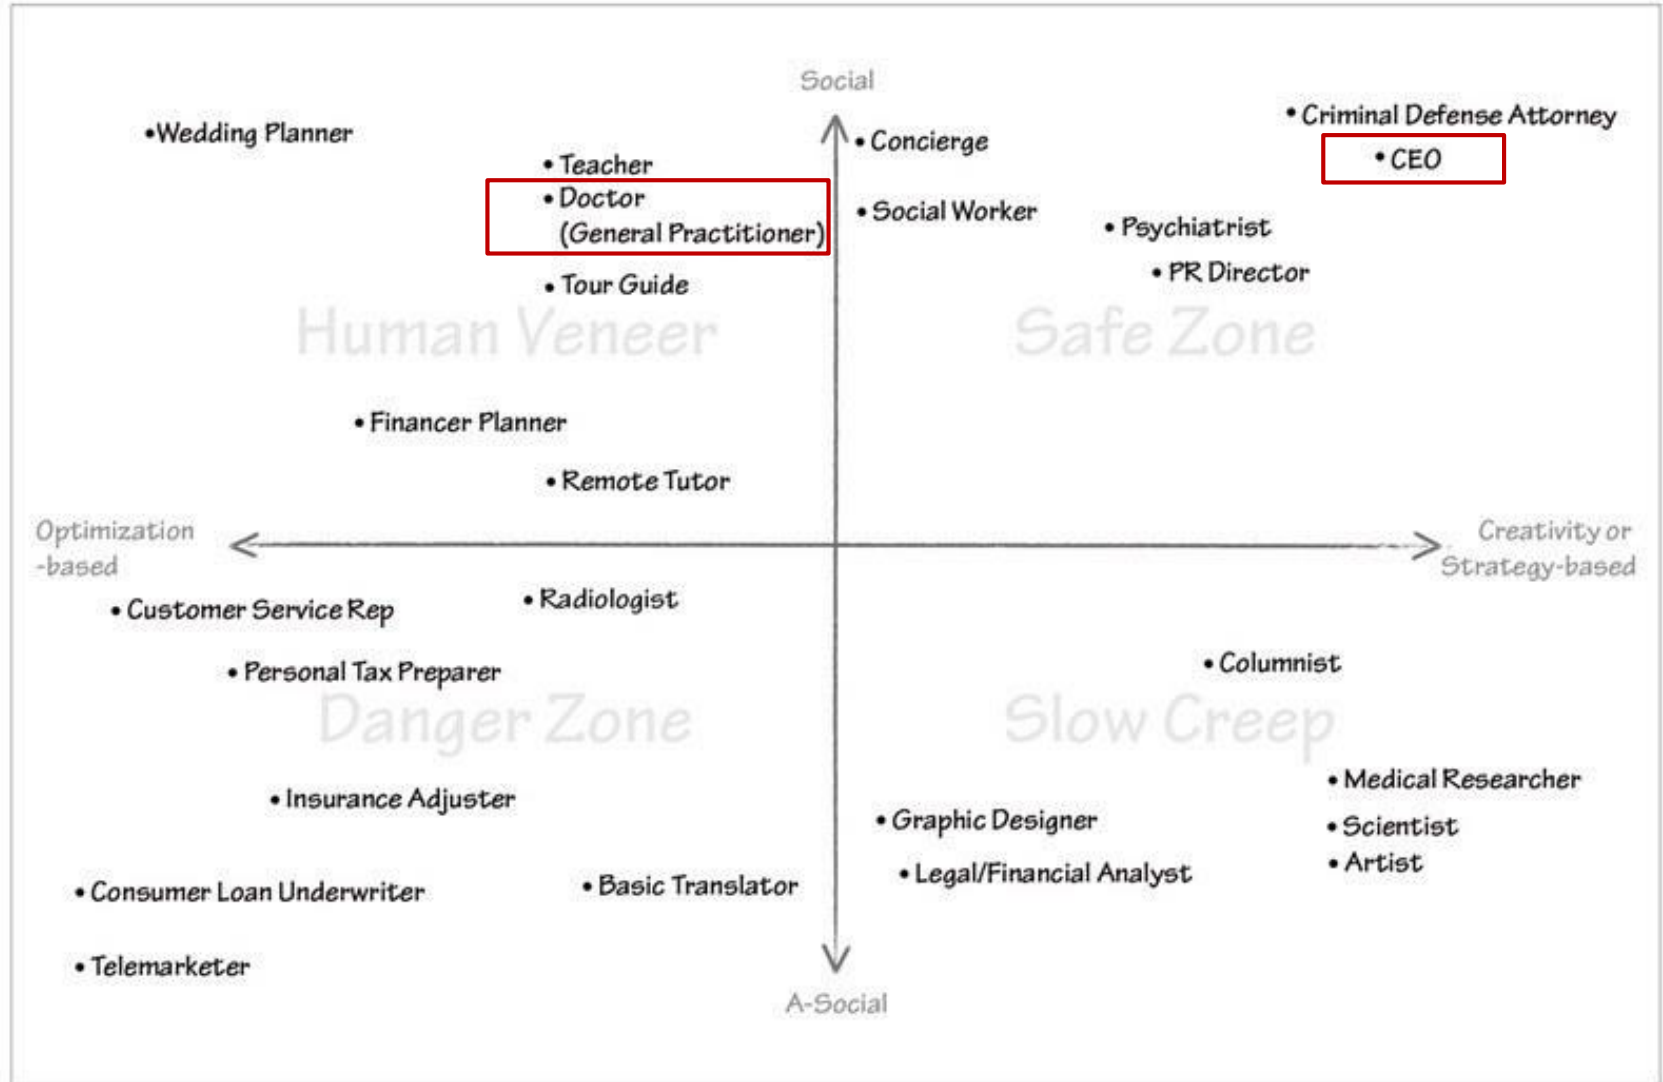 Social
•Wedding Planner
• Teacher
• Doctor
(General Practitioner)
• Tour Guide
Human Veneer
• Financer Planner
• Remote Tutor
• Concierge
• Social Worker
• Criminal Defense Attorney
• CEO
• Psychiatrist
• PR Director
Safe Zone
Optimization
-based
Creativity or
Strategy-based
• Customer Service Rep
• Radiologist
• Personal Tax Preparer
Danger Zone
• Insurance Adjuster
• Consumer Loan Underwriter
• Basic Translator
• Telemarketer
• Columnist
Slow Creep
• Medical Researcher
• Graphic Designer
• Scientist
• Legal/Financial Analyst
• Artist
A-Social